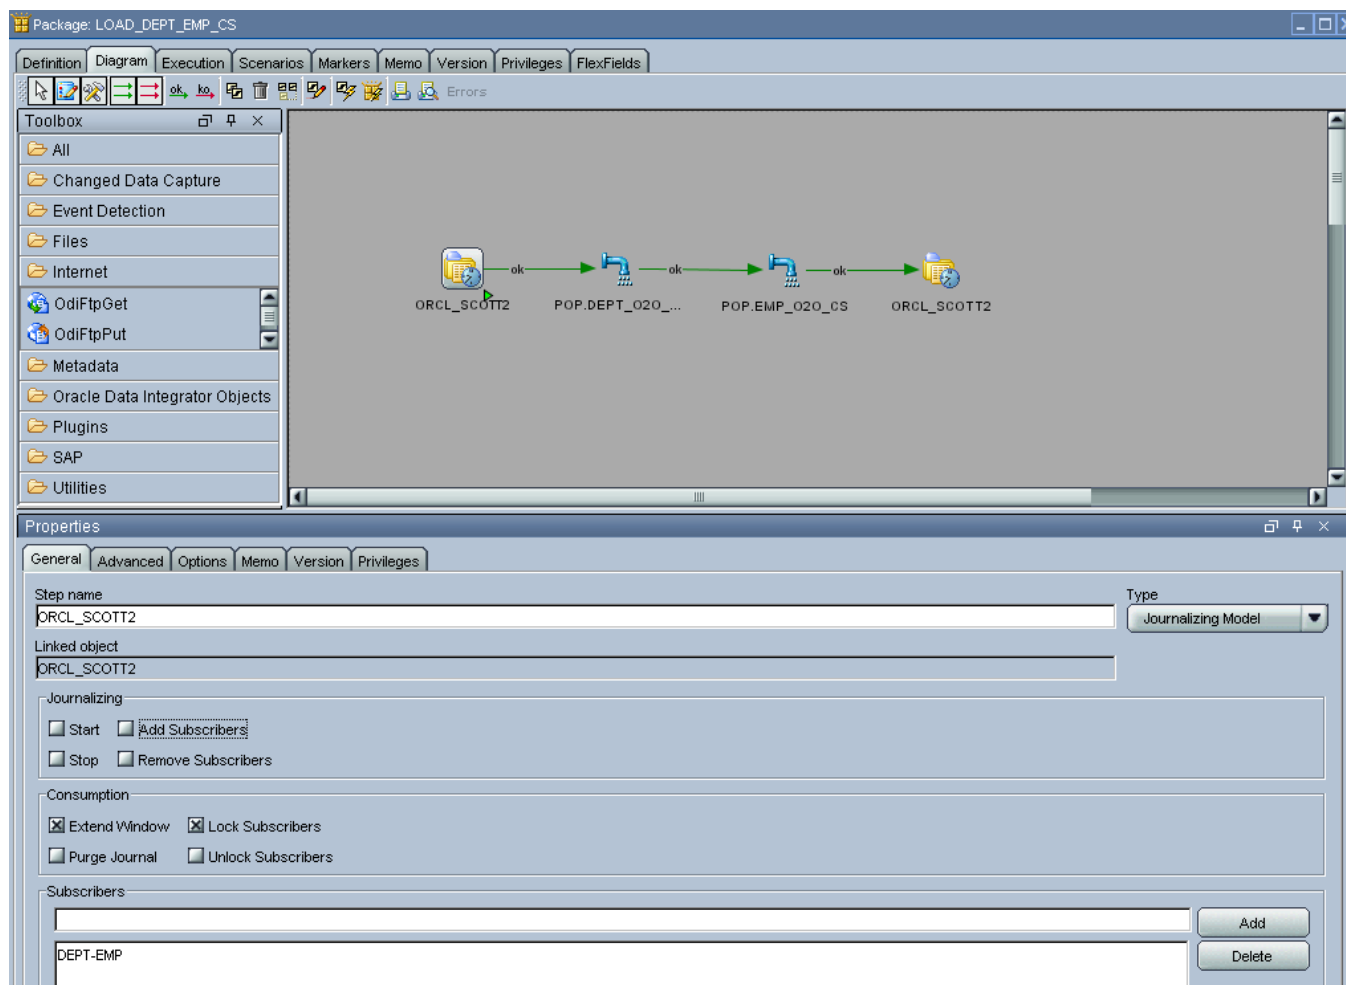 Package: LOAD_DEPT_EMP_CS
Definition Diagram Execution Scenarios Markers Memo Version Privileges FlexFields
ok ko Errors
Toolbox
All
Changed Data Capture
Event Detection
Files
Internet
OdiFtpGet
OdiFtpPut
Metadata
Oracle Data Integrator Objects
Plugins
SAP
Utilities
ok ok ok
ORCL_SCOTT2 POP.DEPT_O2O_... POP.EMP_O2O_CS ORCL_SCOTT2
Properties
General Advanced Options Memo Version Privileges
Step name Type
ORCL_SCOTT2 Journalizing Model
Linked object
ORCL_SCOTT2
Journalizing
Start Add Subscribers
Stop Remove Subscribers
Consumption
Extend Window Lock Subscribers
Purge Journal Unlock Subscribers
Subscribers
Add
DEPT-EMP Delete